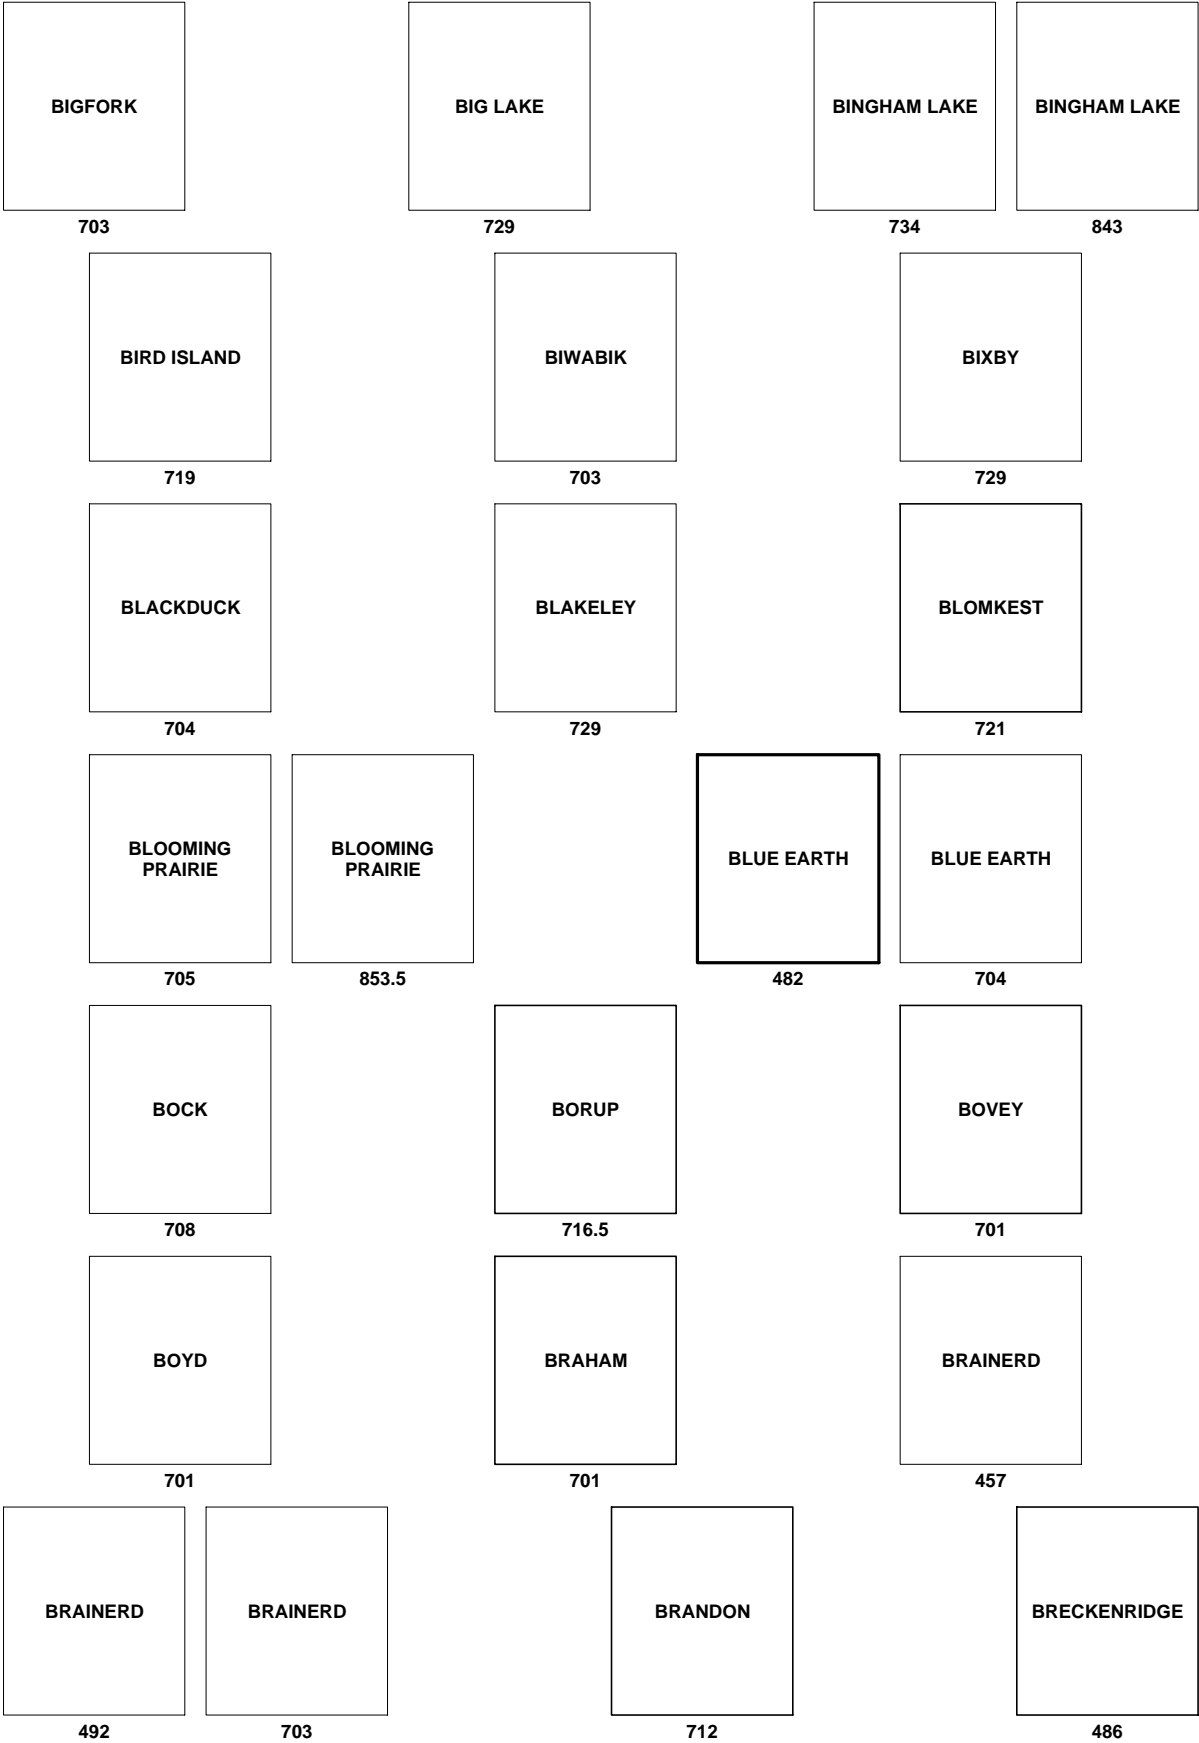 BIGFORK
703
BIG LAKE
729
BINGHAM LAKE
734
BINGHAM LAKE
843
BIRD ISLAND
719
BIWABIK
703
BIXBY
729
BLACKDUCK
704
BLAKELEY
729
BLOMKEST
721
BLOOMING
PRAIRIE
705
BLOOMING
PRAIRIE
853.5
BLUE EARTH
482
BLUE EARTH
704
BOCK
708
BORUP
716.5
BOVEY
701
BOYD
701
BRAHAM
701
BRAINERD
457
BRAINERD
492
BRAINERD
703
BRANDON
712
BRECKENRIDGE
486